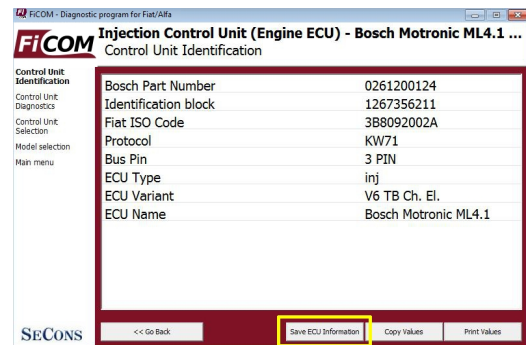 FiCOM - Diagnostic program for Fiat/Alfa
FiCOM
Injection Control Unit (Engine ECU) - Bosch Motronic ML4.1 ...
Control Unit Identification
Control Unit
Identification
Control Unit
Diagnostics
Control Unit
Selection
Model selection
Main menu
Bosch Part Number 0261200124
Identification block 1267356211
Fiat ISO Code 3B8092002A
Protocol KW71
Bus Pin 3 PIN
ECU Type inj
ECU Variant V6 TB Ch. El.
ECU Name Bosch Motronic ML4.1
SECONS
<< Go Back
Save ECU Information
Copy Values
Print Values